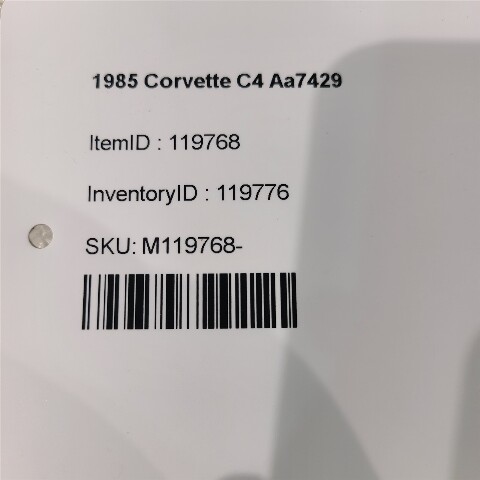 1985 Corvette C4 Aa7429
ItemID : 119768
InventoryID : 119776
SKU: M119768-